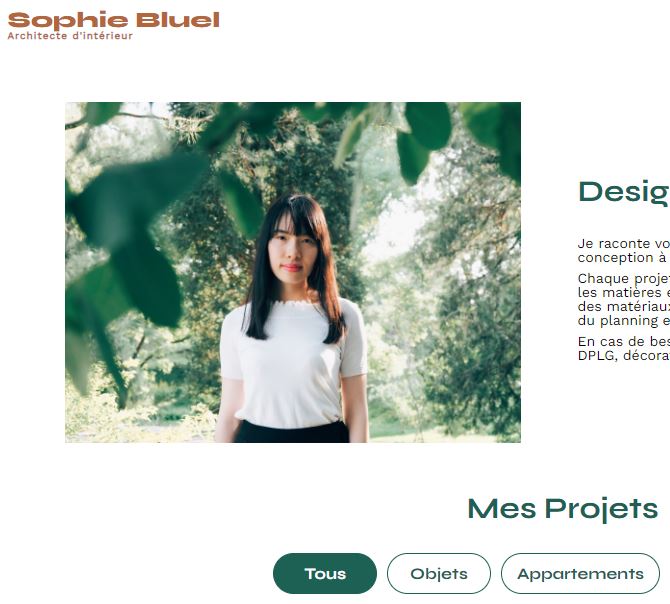 Sophie Bluel
Architecte d'intérieur
Desig
Je raconte vo
conception à
Chaque projet
les matières e
des matériaux
du planning e
En cas de bes
DPLG, décora
Mes Projets
Tous
Objets
Appartements